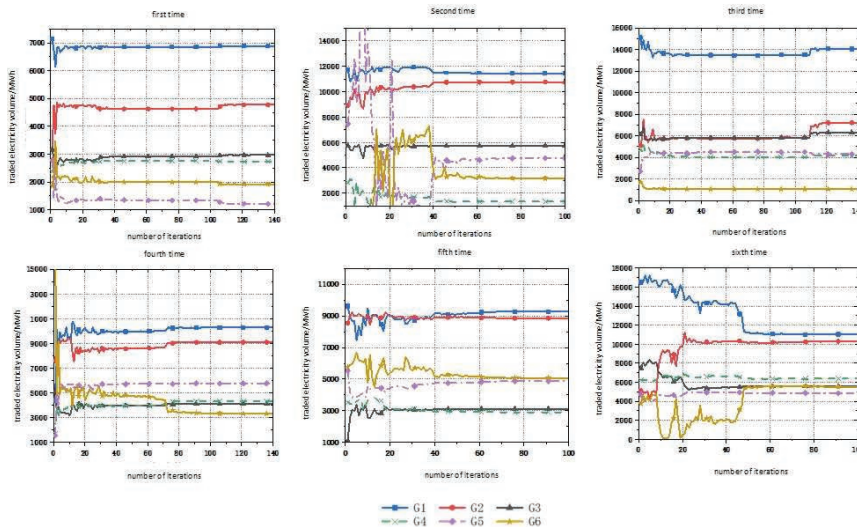 first time
Second time
third time
traded electricity volume/MWh
7000
6000
5000
4000
3000
2000
1000
0 20 40 60 80 100 120 140
number of iterations
traded electricity volume/MWh
14000
12000
10000
8000
6000
4000
2000
0 20 40 60 80 100
number of iterations
traded electricity volume/MWh
16000
14000
12000
10000
8000
6000
4000
2000
0
0 20 40 60 80 100 120 140
number of iterations
fourth time
fifth time
sixth time
traded electricity volume/MWh
15000
9000
7000
5000
3000
1000
0 20 40 60 80 100 120 140
number of iterations
traded electricity volume/MWh
11000
9000
7000
5000
3000
1000
0 20 40 60 80 100
number of iterations
traded electricity volume/MWh
18000
16000
14000
12000
10000
8000
6000
4000
2000
0
0 20 40 60 80 100
number of iterations
G1 G2 G3
G4 G5 G6